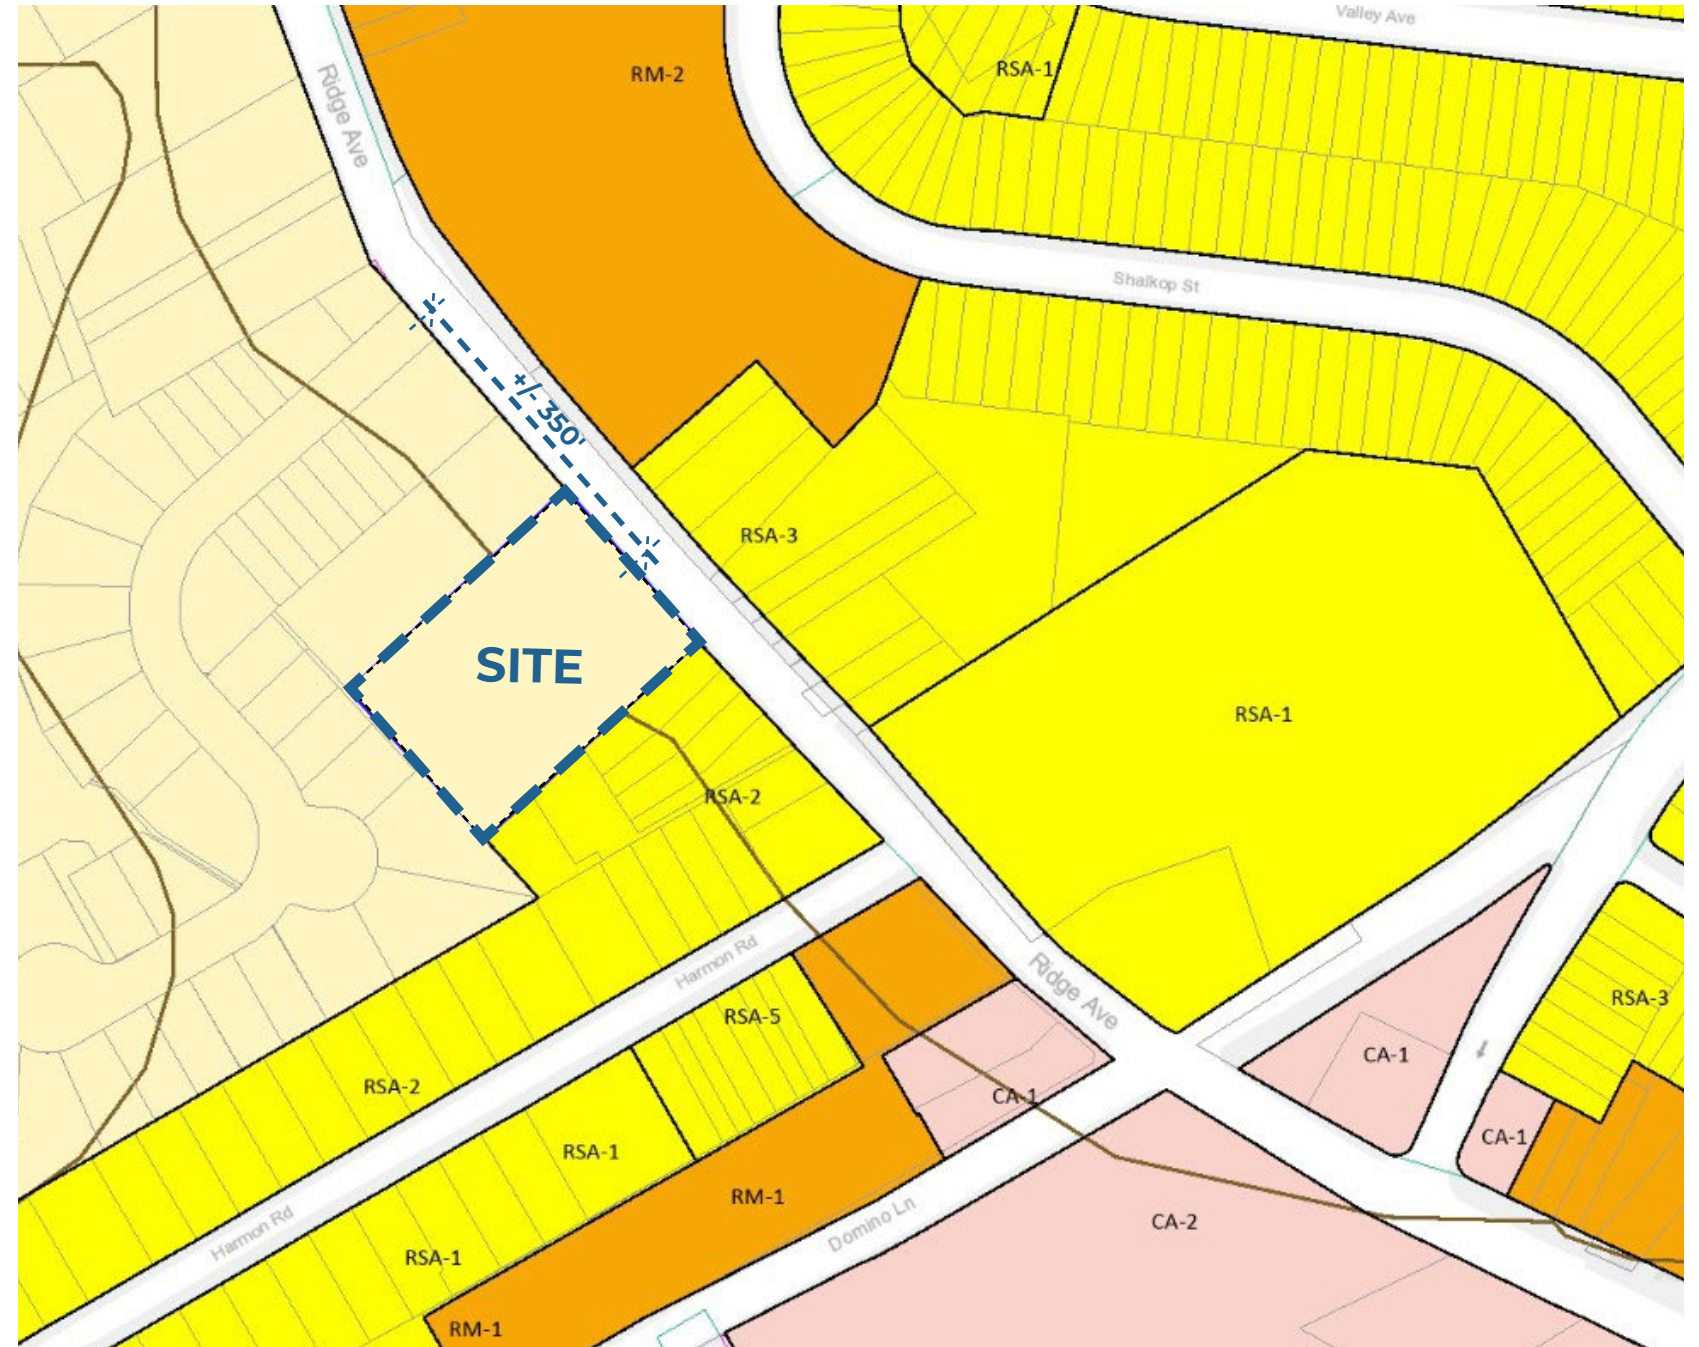 Valley Ave
RM-2
RSA-1
Ridge Ave
Shalkop St
+/- 350'
RSA-3
SITE
RSA-1
RSA-2
Harmon Rd
Ridge Ave
RSA-5
RSA-3
CA-1
RSA-2
CA-1
CA-1
RSA-1
RM-1
Domino Ln
CA-2
Harmon Rd
RSA-1
RM-1